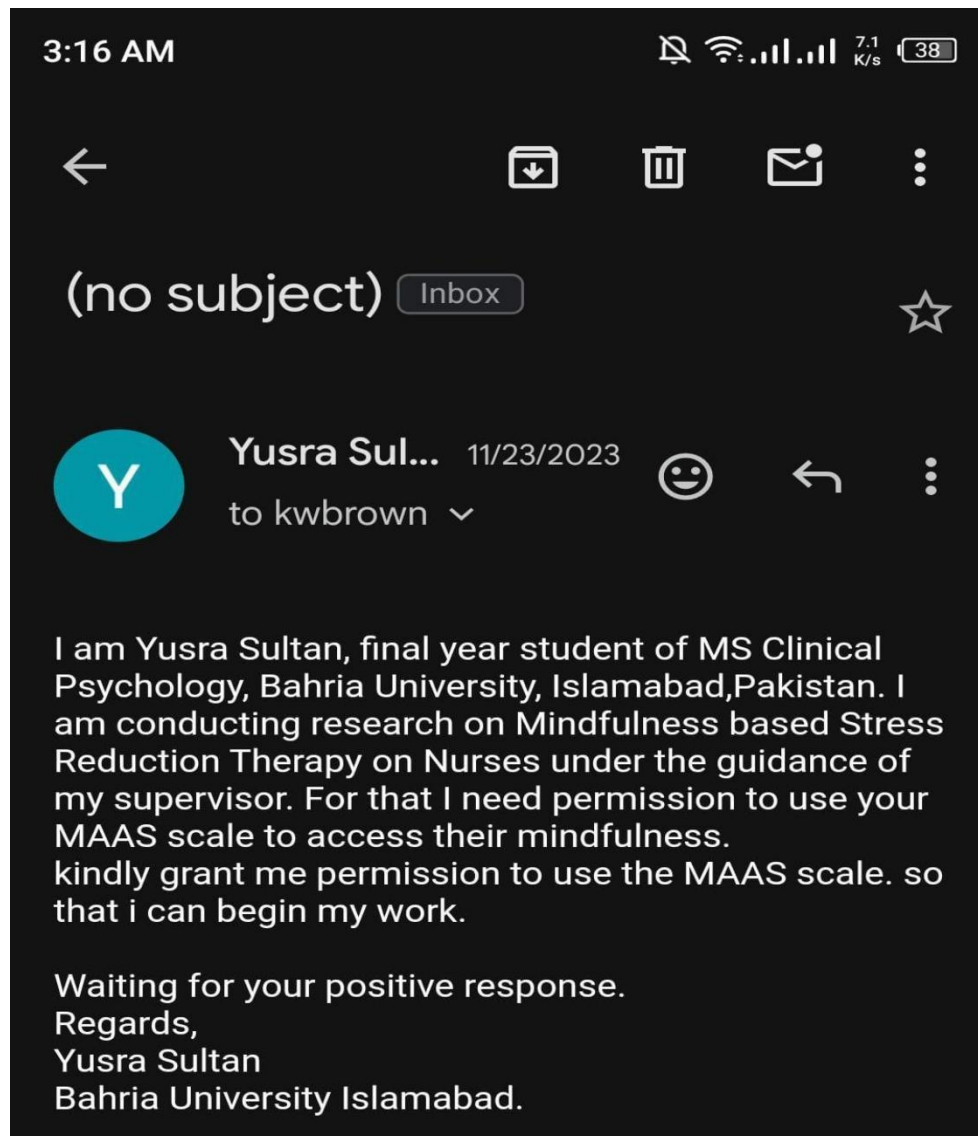 3:16 AM 7.1 K/s 38
(no subject) Inbox
Y
Yusra Sul... 11/23/2023
to kwbrown
I am Yusra Sultan, final year student of MS Clinical
Psychology, Bahria University, Islamabad,Pakistan. I
am conducting research on Mindfulness based Stress
Reduction Therapy on Nurses under the guidance of
my supervisor. For that I need permission to use your
MAAS scale to access their mindfulness.
kindly grant me permission to use the MAAS scale. so
that i can begin my work.
Waiting for your positive response.
Regards,
Yusra Sultan
Bahria University Islamabad.